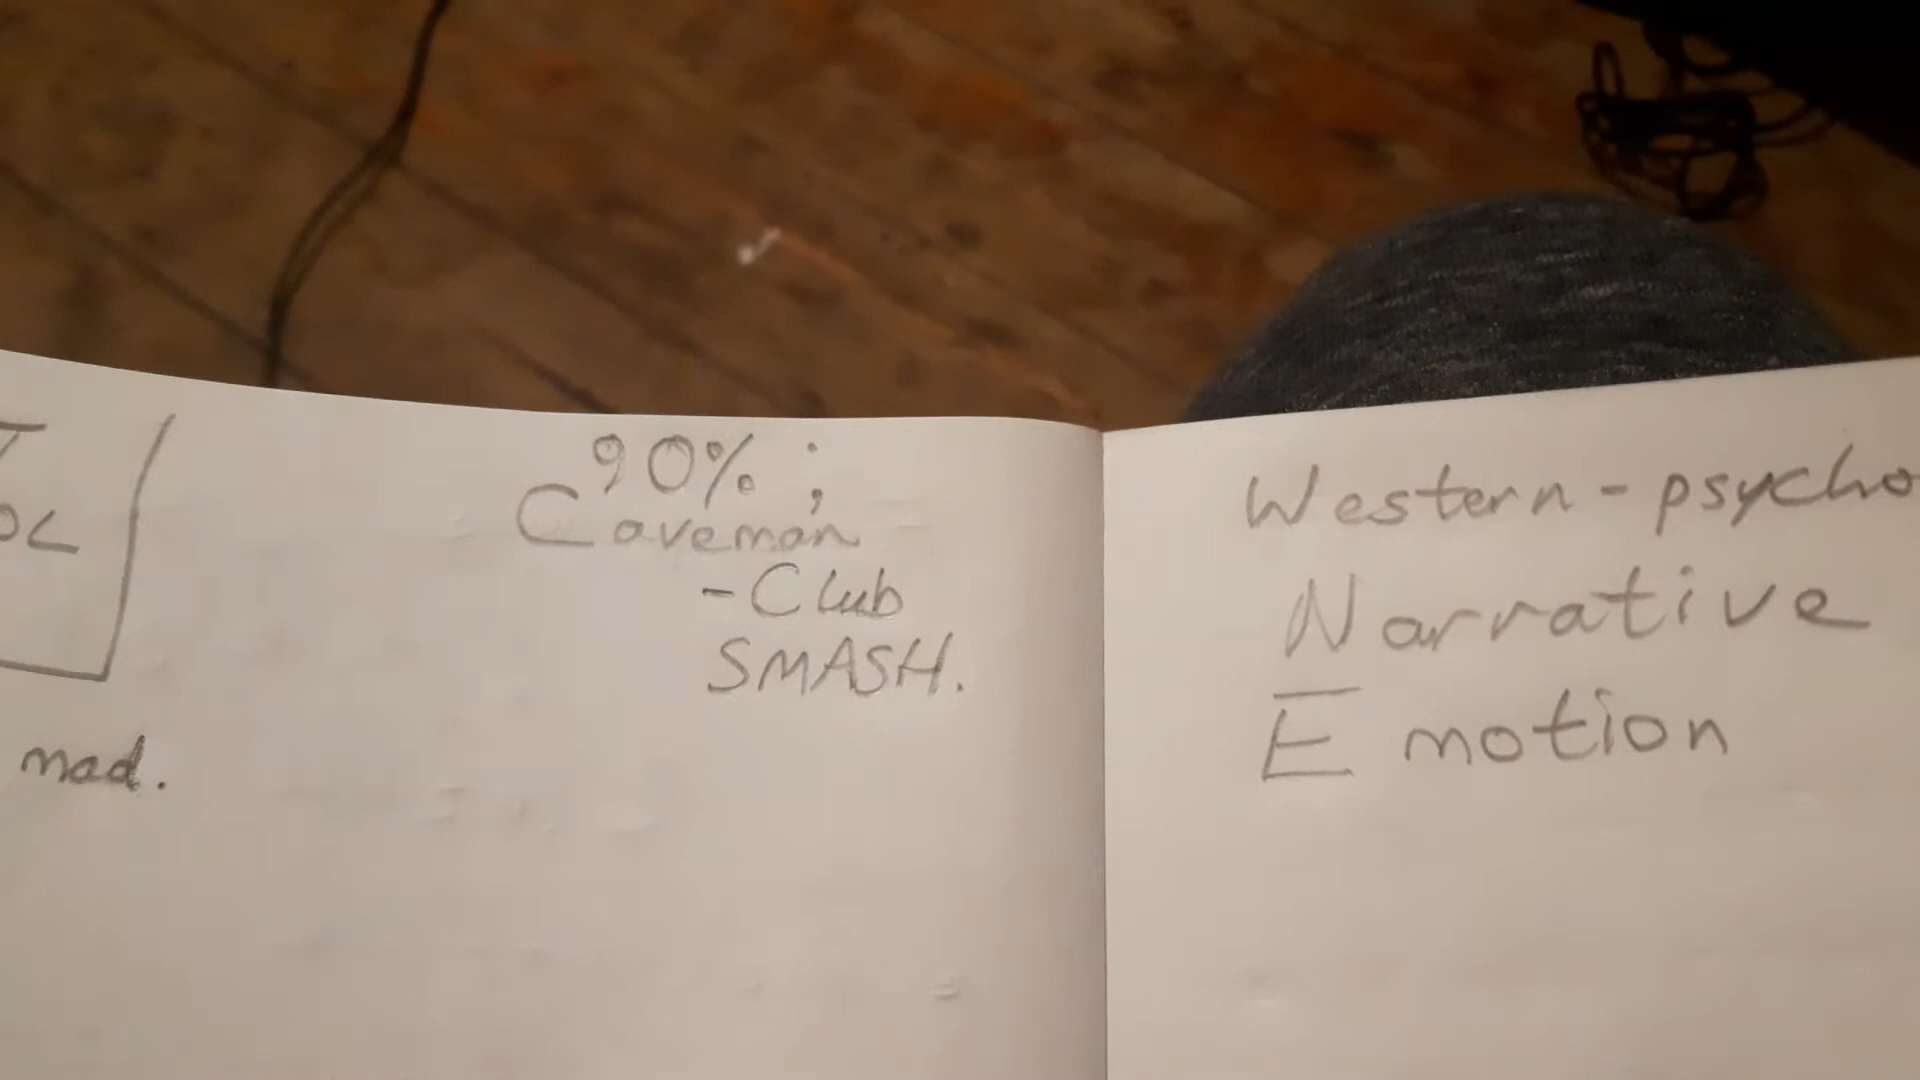 mad.
90% ;
Caveman
- Club
SMASH.
Western - psycho
Narrative
Emotion